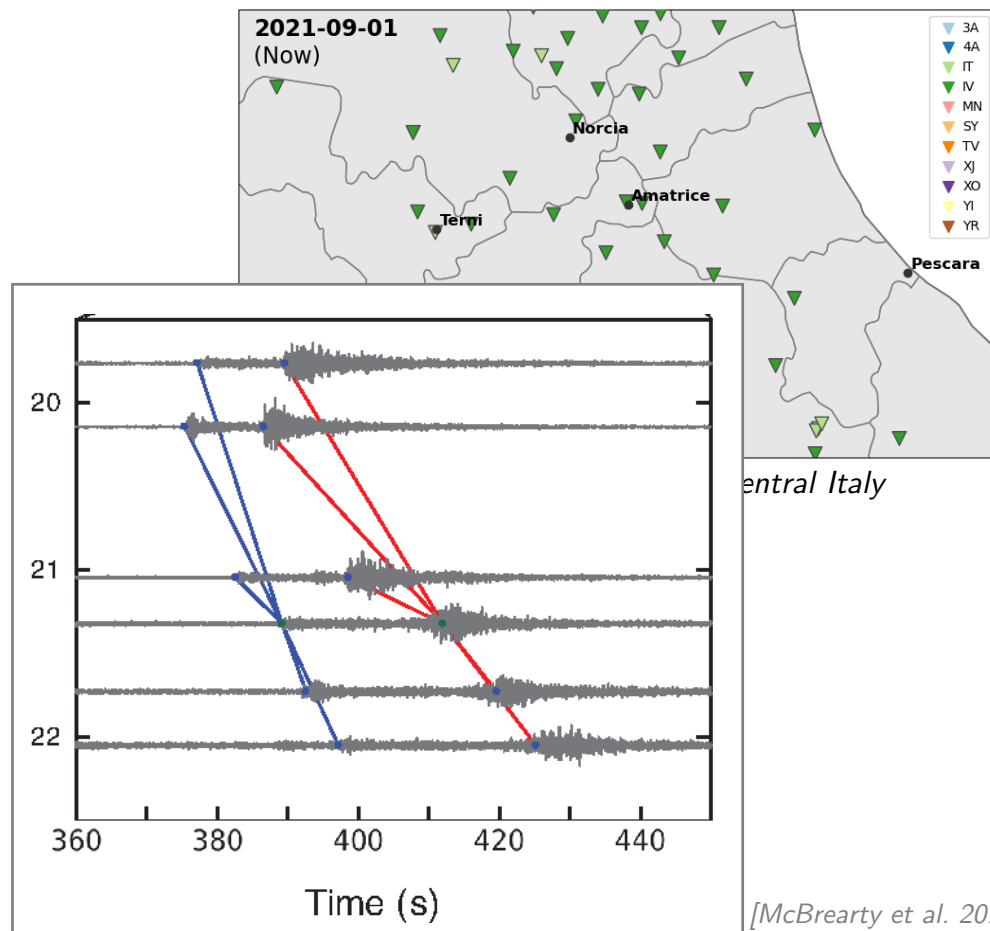 2021-09-01
(Now)
3A
4A
IT
IV
MN
SY
TV
XJ
XO
YI
YR
Norcia
Amatrice
Terni
Pescara
entral Italy
20
21
22
360 380 400 420 440
Time (s)
[McBrearty et al. 20